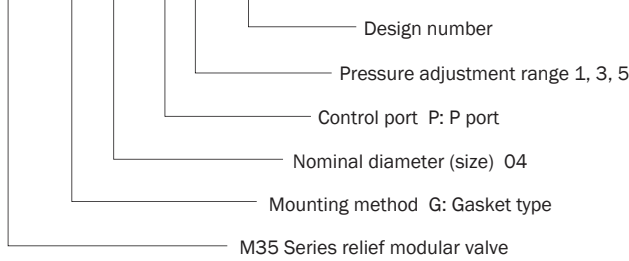 Design number
Pressure adjustment range 1, 3, 5
Control port P: P port
Nominal diameter (size) 04
Mounting method G: Gasket type
M35 Series relief modular valve